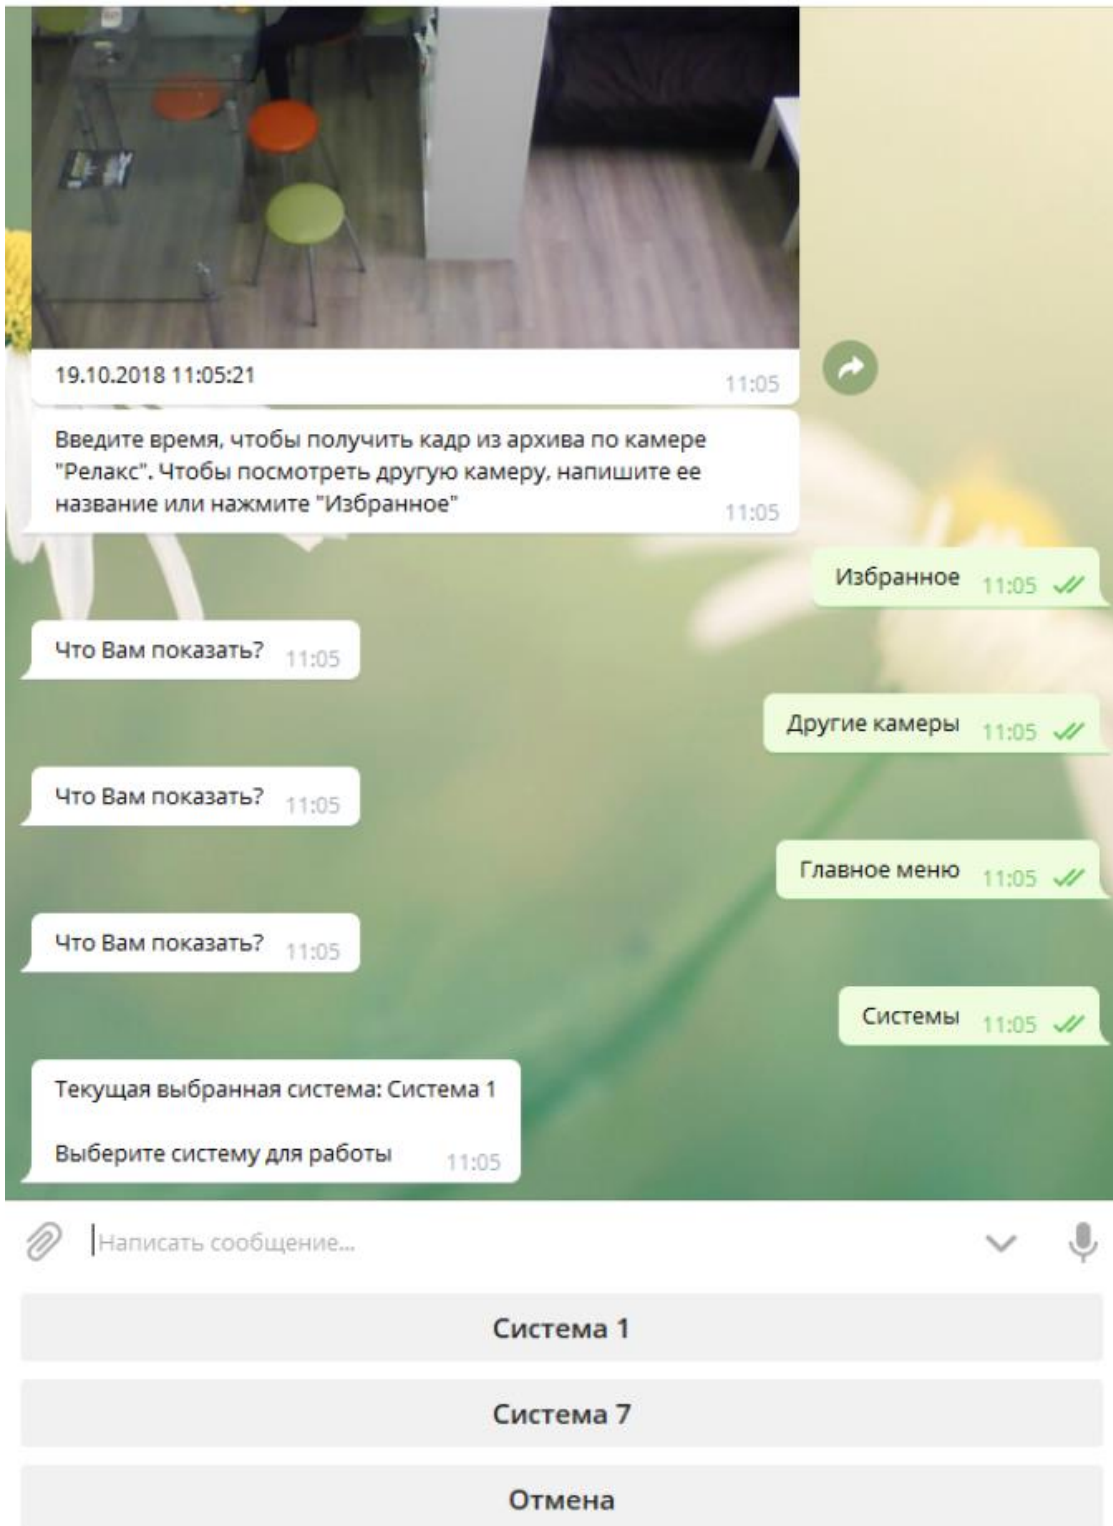 19.10.2018 11:05:21
11:05
Введите время, чтобы получить кадр из архива по камере
"Релакс". Чтобы посмотреть другую камеру, напишите ее
название или нажмите "Избранное"
11:05
Избранное 11:05
Что Вам показать? 11:05
Другие камеры 11:05
Что Вам показать? 11:05
Главное меню 11:05
Что Вам показать? 11:05
Системы 11:05
Текущая выбранная система: Система 1
Выберите систему для работы 11:05
Написать сообщение...
Система 1
Система 7
Отмена